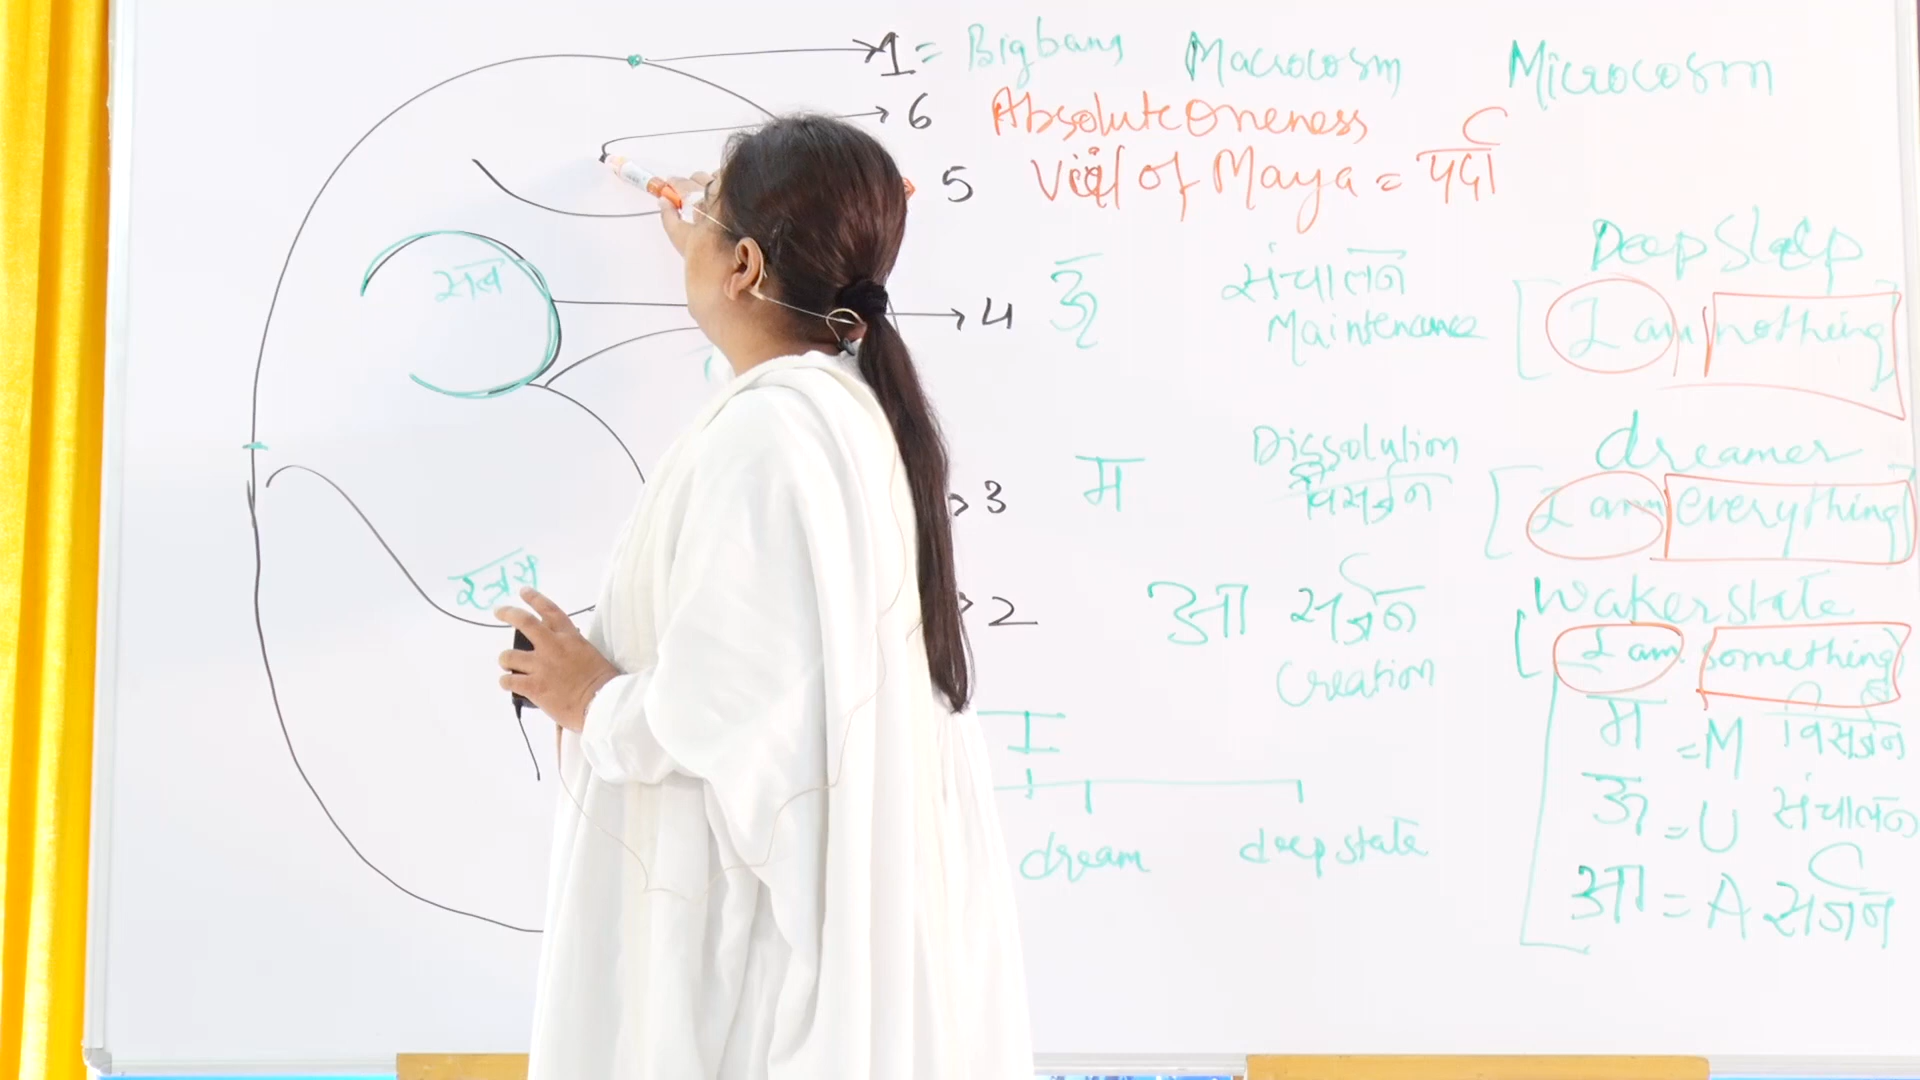 1 = Bigbang Macrocosm Microcosm
6 Absolute Oneness
5 Veil of Maya = पर्दा
Deep Sleep
सत्व
4 ऊ संचालन
Maintenance
[I am nothing]
dreamer
3 म Dissolution
विसर्जन
[I am everything]
waker state
2 आ सर्जन
Creation
[I am something]
म = M विसर्जन
I
ऊ = U संचालन
dream deep state
आ = A सर्जन